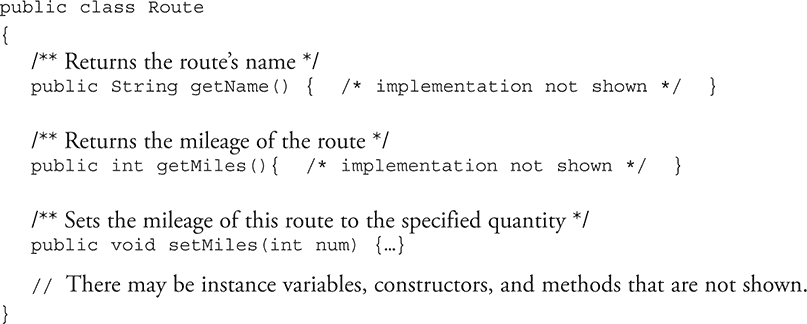 public class Route
{
/** Returns the route’s name */
public String getName() { /* implementation not shown */ }
/** Returns the mileage of the route */
public int getMiles(){ /* implementation not shown */ }
/** Sets the mileage of this route to the specified quantity */
public void setMiles(int num) {…}
// There may be instance variables, constructors, and methods that are not shown.
}